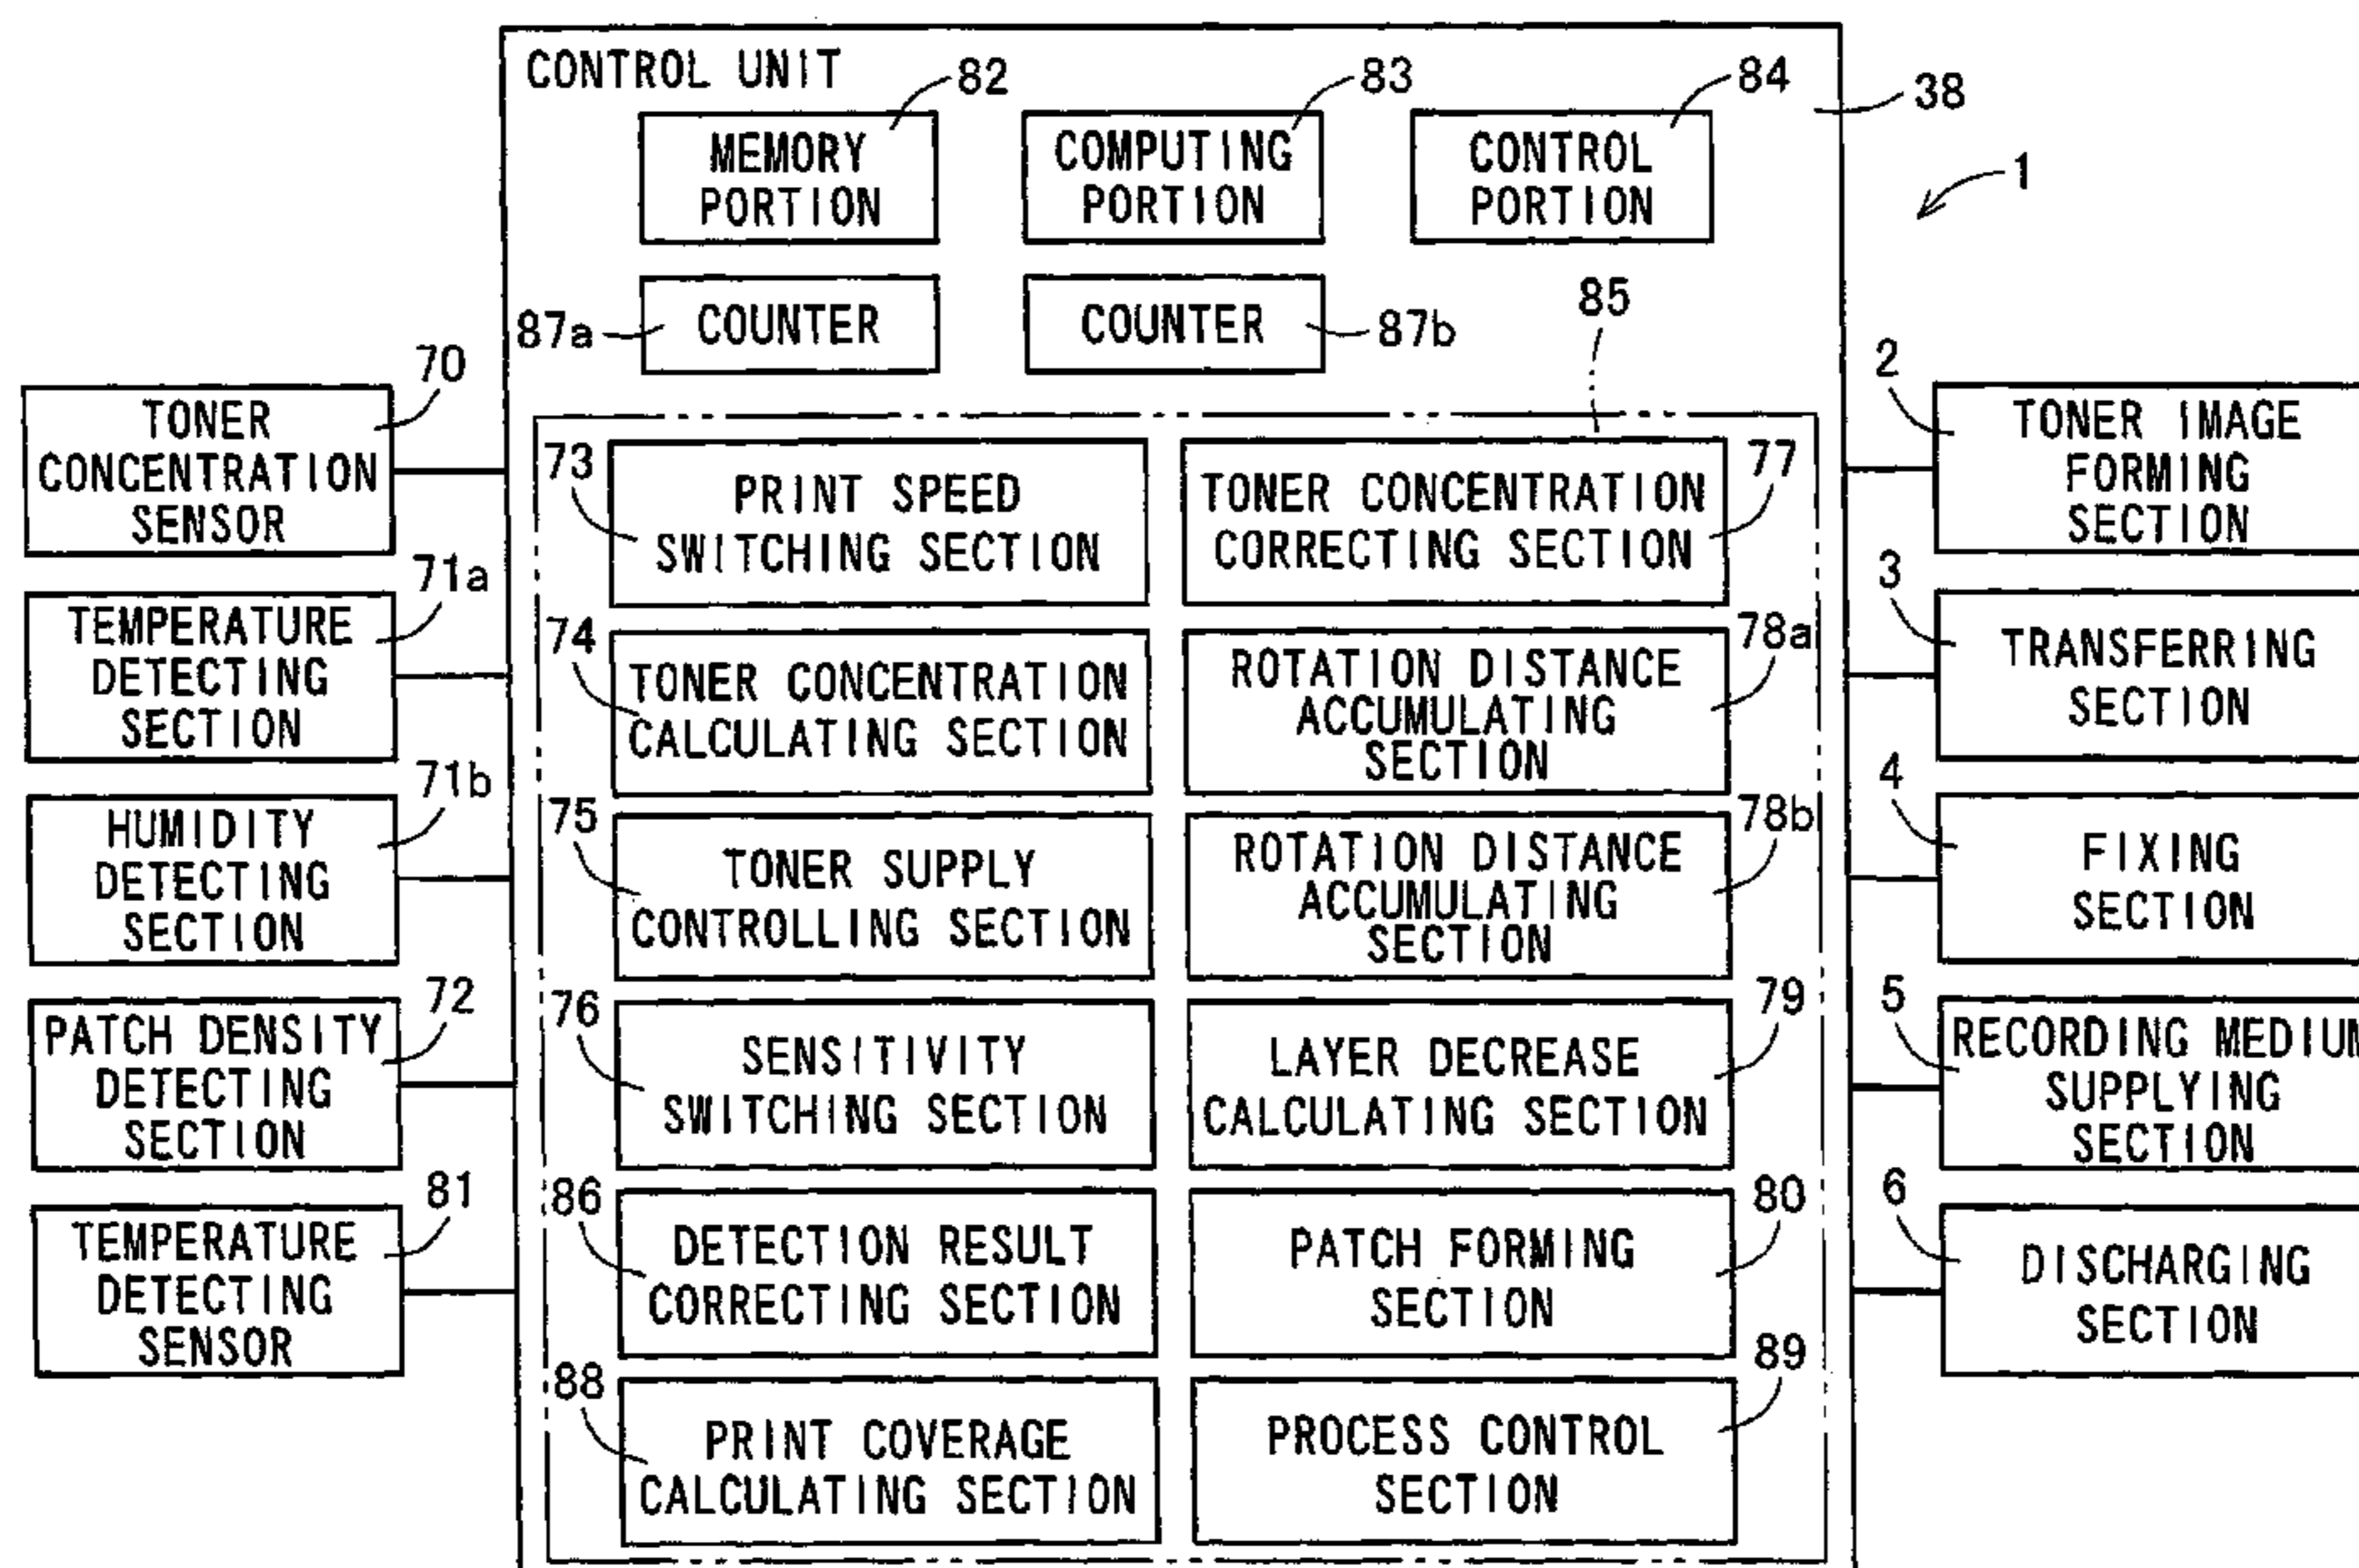 CONTROL UNIT
82
83
84
38
MEMORY
PORTION
COMPUTING
PORTION
CONTROL
PORTION
1
87a
COUNTER
COUNTER
87b
85
70
TONER
CONCENTRATION
SENSOR
71a
TEMPERATURE
DETECTING
SECTION
71b
HUMIDITY
DETECTING
SECTION
72
PATCH DENSITY
DETECTING
SECTION
81
TEMPERATURE
DETECTING
SENSOR
73
PRINT SPEED
SWITCHING SECTION
77
TONER CONCENTRATION
CORRECTING SECTION
74
TONER CONCENTRATION
CALCULATING SECTION
78a
ROTATION DISTANCE
ACCUMULATING
SECTION
75
TONER SUPPLY
CONTROLLING SECTION
78b
ROTATION DISTANCE
ACCUMULATING
SECTION
76
SENSITIVITY
SWITCHING SECTION
79
LAYER DECREASE
CALCULATING SECTION
86
DETECTION RESULT
CORRECTING SECTION
80
PATCH FORMING
SECTION
88
PRINT COVERAGE
CALCULATING SECTION
89
PROCESS CONTROL
SECTION
2
TONER IMAGE
FORMING
SECTION
3
TRANSFERRING
SECTION
4
FIXING
SECTION
5
RECORDING MEDIUM
SUPPLYING
SECTION
6
DISCHARGING
SECTION